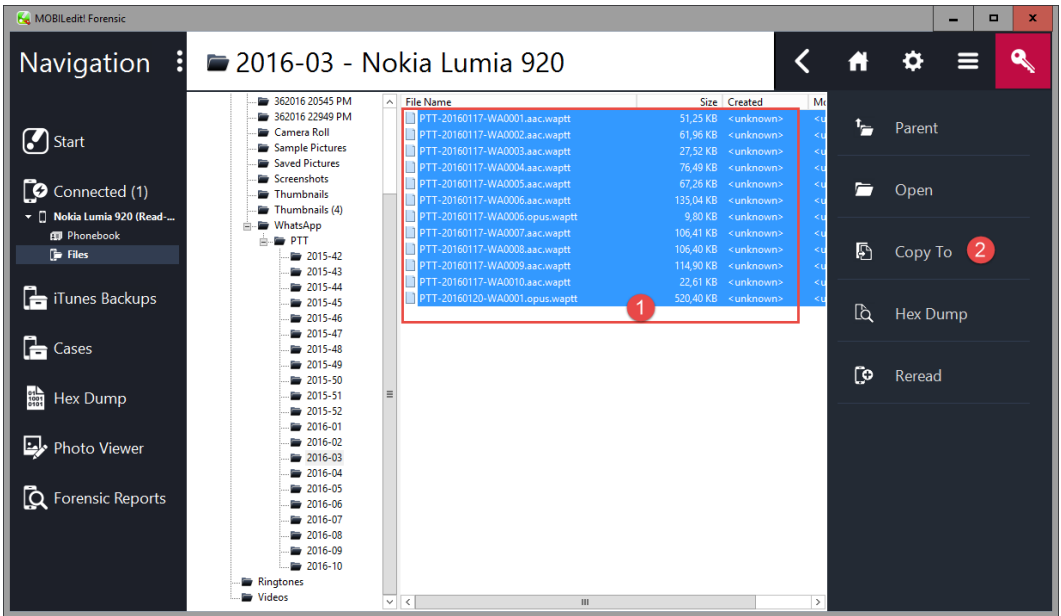 MOBILedit! Forensic
Navigation
2016-03 - Nokia Lumia 920
Start
Connected (1)
Nokia Lumia 920 (Read-...
Phonebook
Files
iTunes Backups
Cases
Hex Dump
Photo Viewer
Forensic Reports
362016 20545 PM
362016 22949 PM
Camera Roll
Sample Pictures
Saved Pictures
Screenshots
Thumbnails
Thumbnails (4)
WhatsApp
PTT
2015-42
2015-43
2015-44
2015-45
2015-46
2015-47
2015-48
2015-49
2015-50
2015-51
2015-52
2016-01
2016-02
2016-03
2016-04
2016-05
2016-06
2016-07
2016-08
2016-09
2016-10
Ringtones
Videos
File Name Size Created Mo
PTT-20160117-WA0001.aac.waptt 51,25 KB <unknown> <u
PTT-20160117-WA0002.aac.waptt 61,96 KB <unknown> <u
PTT-20160117-WA0003.aac.waptt 27,52 KB <unknown> <u
PTT-20160117-WA0004.aac.waptt 76,49 KB <unknown> <u
PTT-20160117-WA0005.aac.waptt 67,26 KB <unknown> <u
PTT-20160117-WA0006.aac.waptt 135,04 KB <unknown> <u
PTT-20160117-WA0006.opus.waptt 9,80 KB <unknown> <u
PTT-20160117-WA0007.aac.waptt 106,41 KB <unknown> <u
PTT-20160117-WA0008.aac.waptt 106,40 KB <unknown> <u
PTT-20160117-WA0009.aac.waptt 114,90 KB <unknown> <u
PTT-20160117-WA0010.aac.waptt 22,61 KB <unknown> <u
PTT-20160120-WA0001.opus.waptt 520,40 KB <unknown> <u
1
Parent
Open
Copy To 2
Hex Dump
Reread